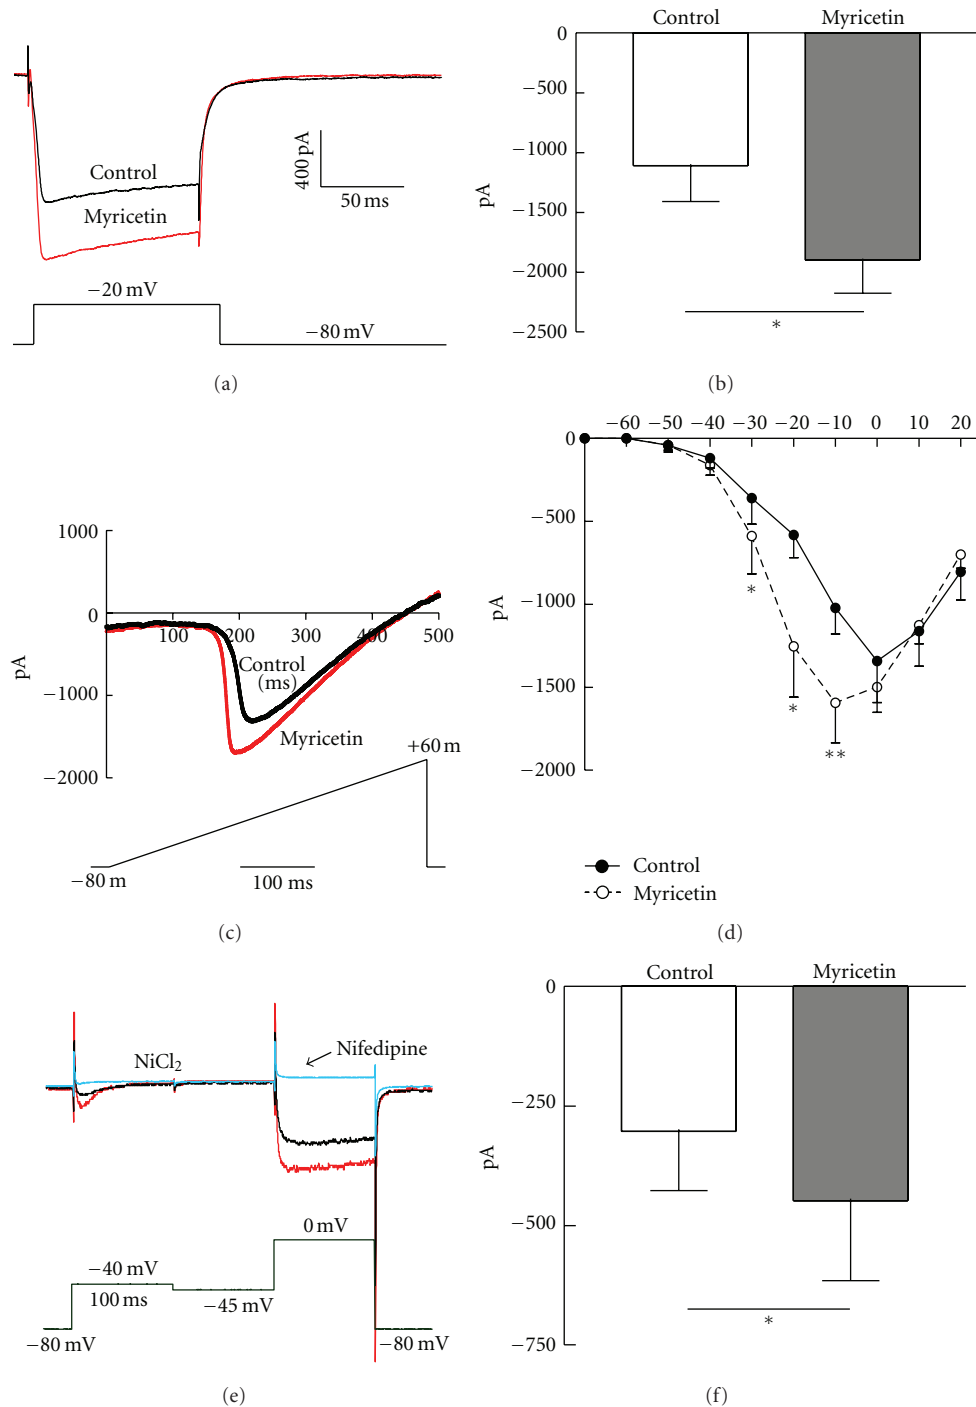 Control
Myricetin
400 pA
50 ms
−20 mV
−80 mV
(a)
Control Myricetin
0
−500
−1000
−1500
−2000
−2500
pA
*
(b)
1000
0
−1000
−2000
pA
100 200 300 400 500
Control
(ms)
Myricetin
+60 m
−80 m
100 ms
(c)
−60 −50 −40 −30 −20 −10 0 10 20
0
−500
−1000
−1500
−2000
pA
*
*
**
Control
Myricetin
(d)
NiCl2
Nifedipine
0 mV
−40 mV
100 ms
−45 mV
−80 mV
−80 mV
(e)
Control Myricetin
0
−250
−500
−750
pA
*
(f)